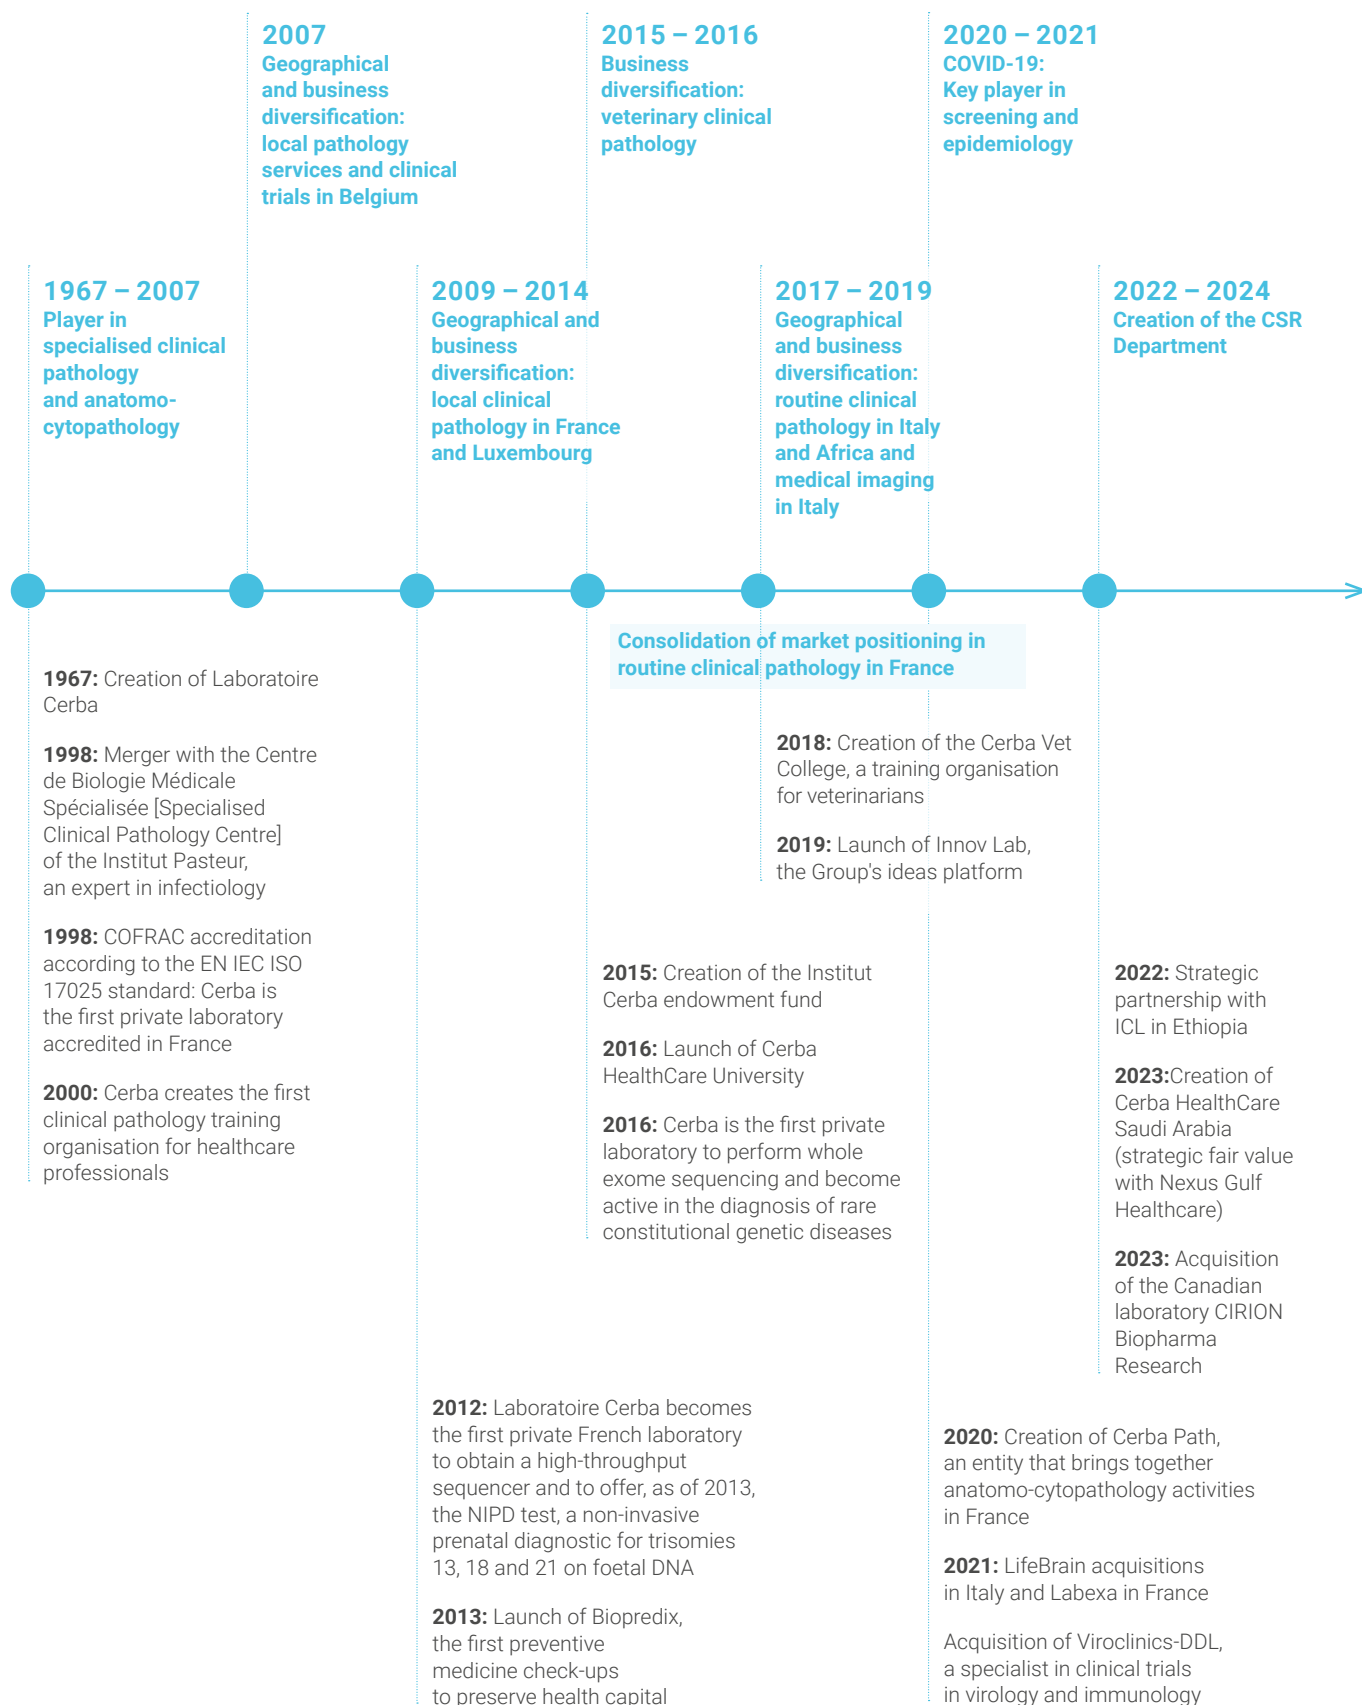 2007
Geographical
and business
diversification:
local pathology
services and clinical
trials in Belgium
2015 – 2016
Business
diversification:
veterinary clinical
pathology
2020 – 2021
COVID-19:
Key player in
screening and
epidemiology
1967 – 2007
Player in
specialised clinical
pathology
and anatomo-
cytopathology
2009 – 2014
Geographical and
business
diversification:
local clinical
pathology in France
and Luxembourg
2017 – 2019
Geographical
and business
diversification:
routine clinical
pathology in Italy
and Africa and
medical imaging
in Italy
2022 – 2024
Creation of the CSR
Department
Consolidation of market positioning in
routine clinical pathology in France
1967: Creation of Laboratoire
Cerba
1998: Merger with the Centre
de Biologie Médicale
Spécialisée [Specialised
Clinical Pathology Centre]
of the Institut Pasteur,
an expert in infectiology
1998: COFRAC accreditation
according to the EN IEC ISO
17025 standard: Cerba is
the first private laboratory
accredited in France
2000: Cerba creates the first
clinical pathology training
organisation for healthcare
professionals
2018: Creation of the Cerba Vet
College, a training organisation
for veterinarians
2019: Launch of Innov Lab,
the Group's ideas platform
2015: Creation of the Institut
Cerba endowment fund
2016: Launch of Cerba
HealthCare University
2016: Cerba is the first private
laboratory to perform whole
exome sequencing and become
active in the diagnosis of rare
constitutional genetic diseases
2022: Strategic
partnership with
ICL in Ethiopia
2023:Creation of
Cerba HealthCare
Saudi Arabia
(strategic fair value
with Nexus Gulf
Healthcare)
2023: Acquisition
of the Canadian
laboratory CIRION
Biopharma
Research
2012: Laboratoire Cerba becomes
the first private French laboratory
to obtain a high-throughput
sequencer and to offer, as of 2013,
the NIPD test, a non-invasive
prenatal diagnostic for trisomies
13, 18 and 21 on foetal DNA
2013: Launch of Biopredix,
the first preventive
medicine check-ups
to preserve health capital
2020: Creation of Cerba Path,
an entity that brings together
anatomo-cytopathology activities
in France
2021: LifeBrain acquisitions
in Italy and Labexa in France
Acquisition of Viroclinics-DDL,
a specialist in clinical trials
in virology and immunology